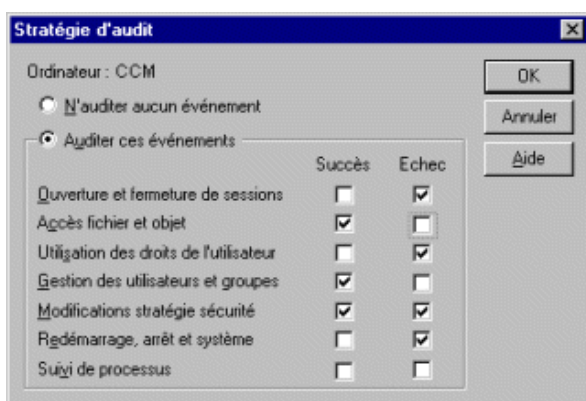 Stratégie d'audit
Ordinateur : CCM
OK
N'auditer aucun événement
Annuler
Auditer ces événements
Aide
Succès Echec
Ouverture et fermeture de sessions
Accès fichier et objet
Utilisation des droits de l'utilisateur
Gestion des utilisateurs et groupes
Modifications stratégie sécurité
Redémarrage, arrêt et système
Suivi de processus